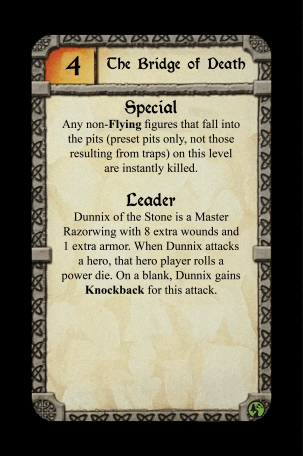 4 The Bridge of Death
Special
Any non-Flying figures that fall into
the pits (preset pits only, not those
resulting from traps) on this level
are instantly killed.
Leader
Dunnix of the Stone is a Master
Razorwing with 8 extra wounds and
1 extra armor. When Dunnix attacks
a hero, that hero player rolls a
power die. On a blank, Dunnix gains
Knockback for this attack.